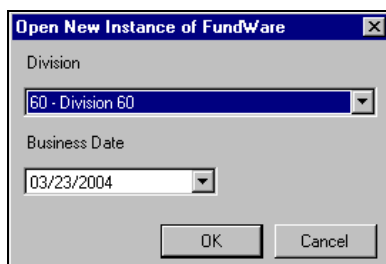 Open New Instance of FundWare
Division
60 - Division 60
Business Date
03/23/2004
OK Cancel